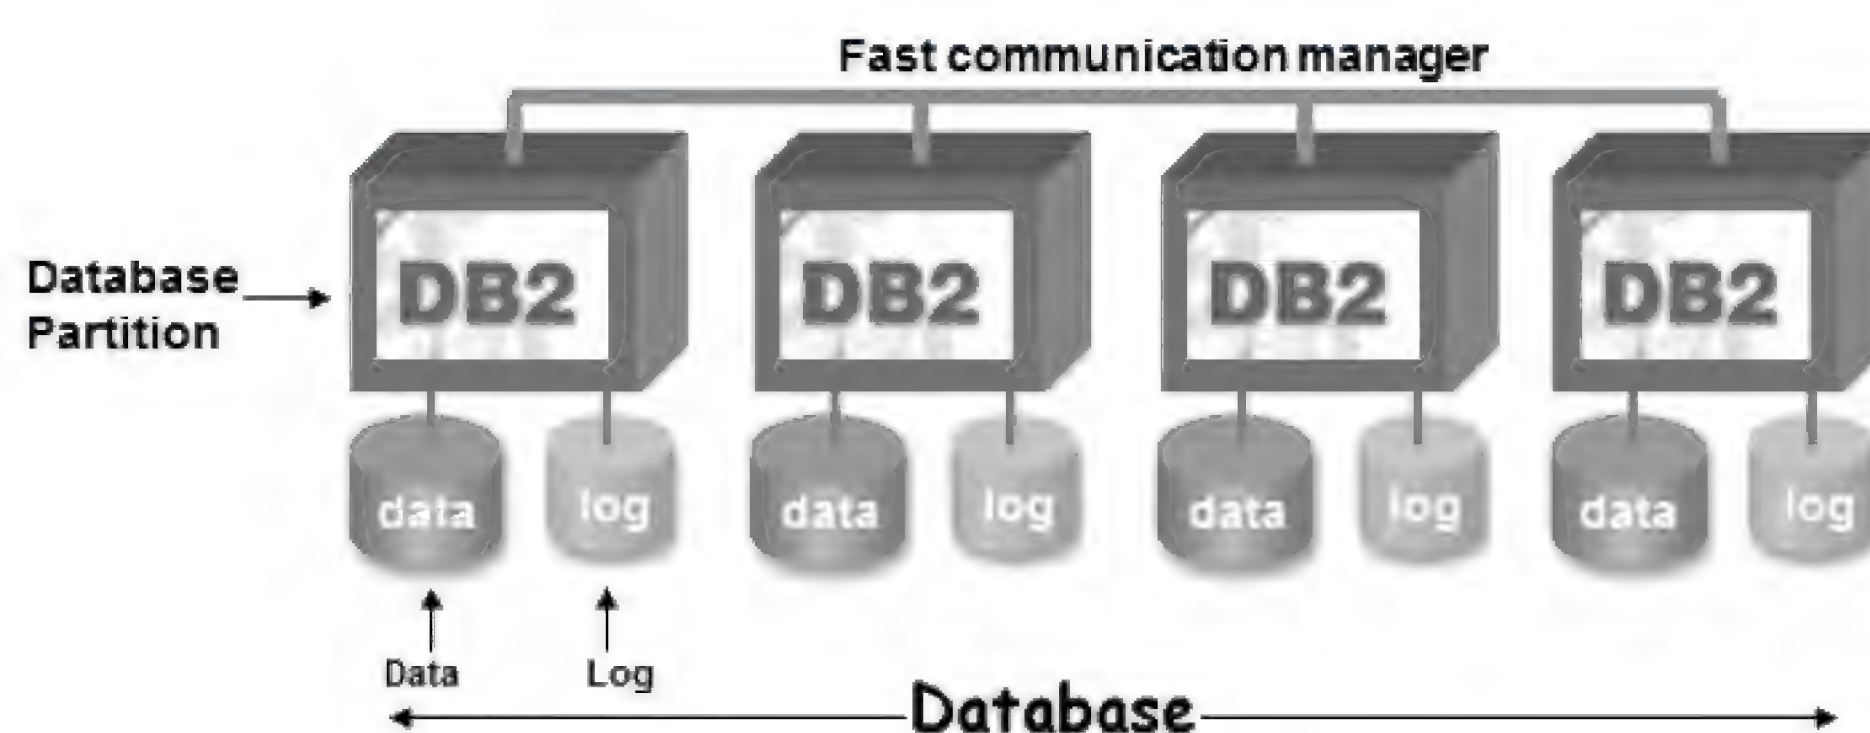 Fast communication manager
Database
Partition
DB2
DB2
DB2
DB2
data
log
data
log
data
log
data
log
Data
Log
Database